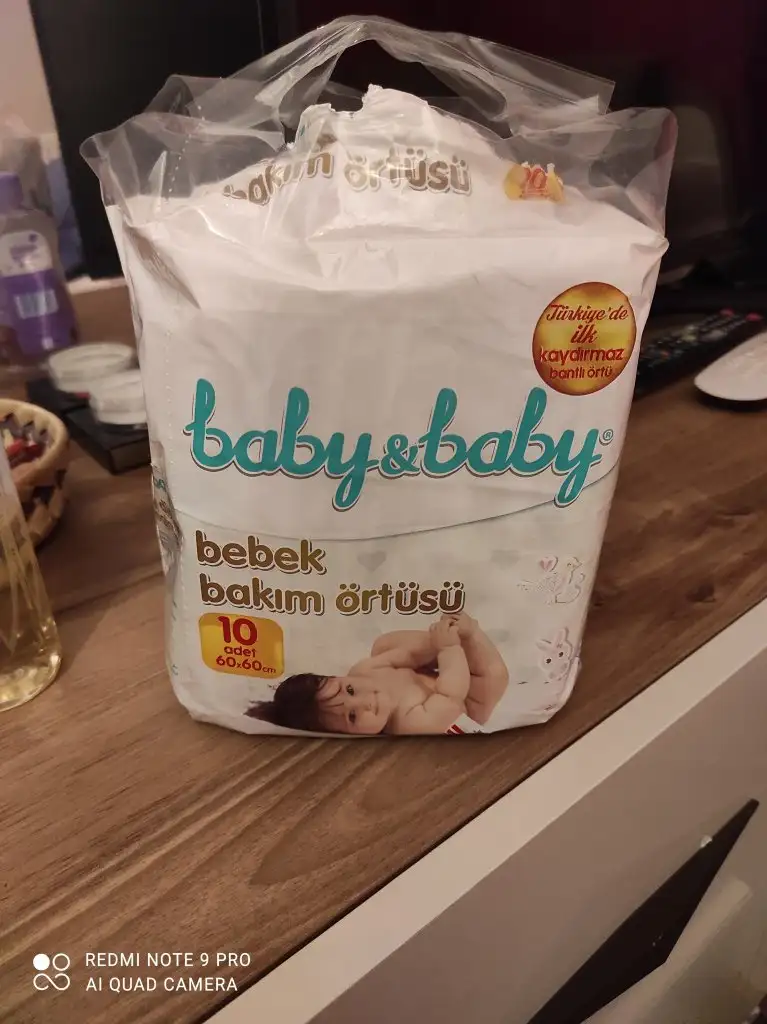 bakım örtüsü
10
Türkiye'de
ilk
kaydırmaz
bantlı örtü
baby&baby®
bebek
bakım örtüsü
10
adet
60x60cm
REDMI NOTE 9 PRO
AI QUAD CAMERA